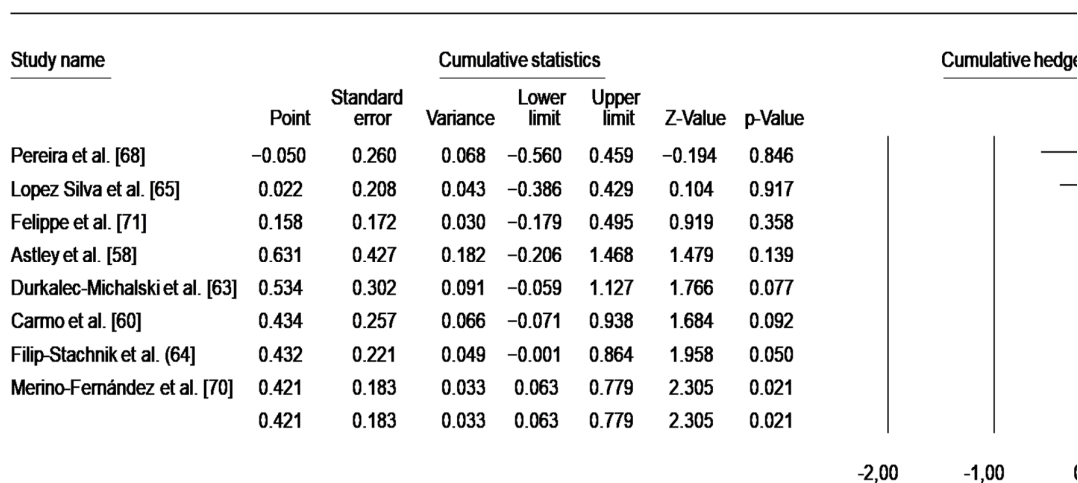 Study name Cumulative statistics Cumulative hedge
Point Standard error Variance Lower limit Upper limit Z-Value p-Value
Pereira et al. [68] −0.050 0.260 0.068 −0.560 0.459 −0.194 0.846
Lopez Silva et al. [65] 0.022 0.208 0.043 −0.386 0.429 0.104 0.917
Felippe et al. [71] 0.158 0.172 0.030 −0.179 0.495 0.919 0.358
Astley et al. [58] 0.631 0.427 0.182 −0.206 1.468 1.479 0.139
Durkalec-Michalski et al. [63] 0.534 0.302 0.091 −0.059 1.127 1.766 0.077
Carmo et al. [60] 0.434 0.257 0.066 −0.071 0.938 1.684 0.092
Filip-Stachnik et al. (64] 0.432 0.221 0.049 −0.001 0.864 1.958 0.050
Merino-Fernández et al. [70] 0.421 0.183 0.033 0.063 0.779 2.305 0.021
0.421 0.183 0.033 0.063 0.779 2.305 0.021
-2,00 -1,00